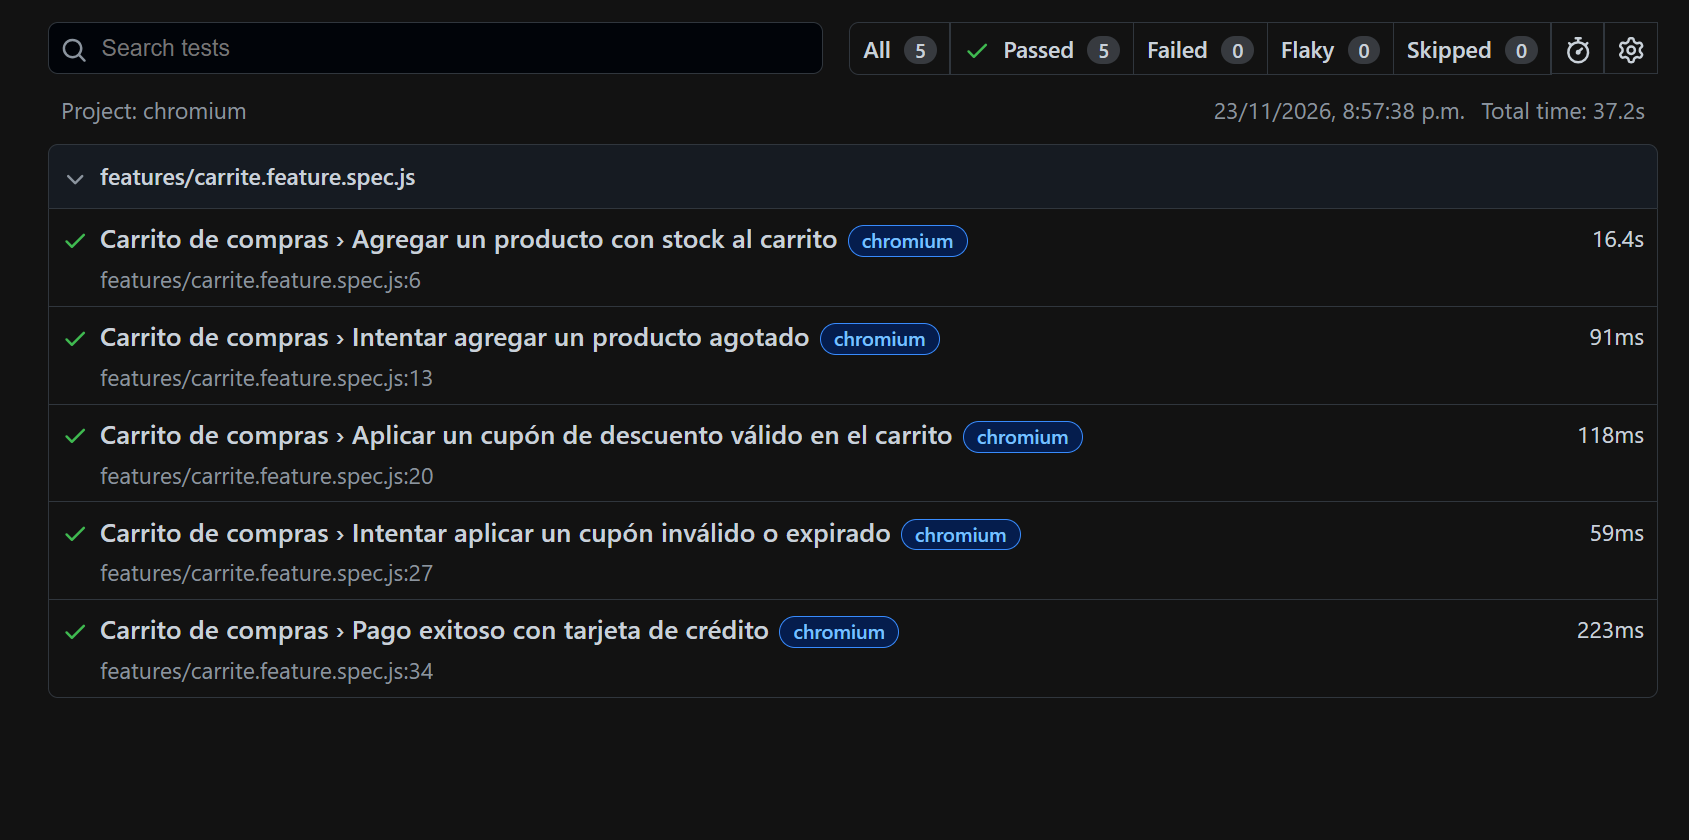 Search tests
All 5 Passed 5 Failed 0 Flaky 0 Skipped 0
Project: chromium 23/11/2026, 8:57:38 p.m. Total time: 37.2s
features/carrite.feature.spec.js
Carrito de compras › Agregar un producto con stock al carrito chromium 16.4s
features/carrite.feature.spec.js:6
Carrito de compras › Intentar agregar un producto agotado chromium 91ms
features/carrite.feature.spec.js:13
Carrito de compras › Aplicar un cupón de descuento válido en el carrito chromium 118ms
features/carrite.feature.spec.js:20
Carrito de compras › Intentar aplicar un cupón inválido o expirado chromium 59ms
features/carrite.feature.spec.js:27
Carrito de compras › Pago exitoso con tarjeta de crédito chromium 223ms
features/carrite.feature.spec.js:34